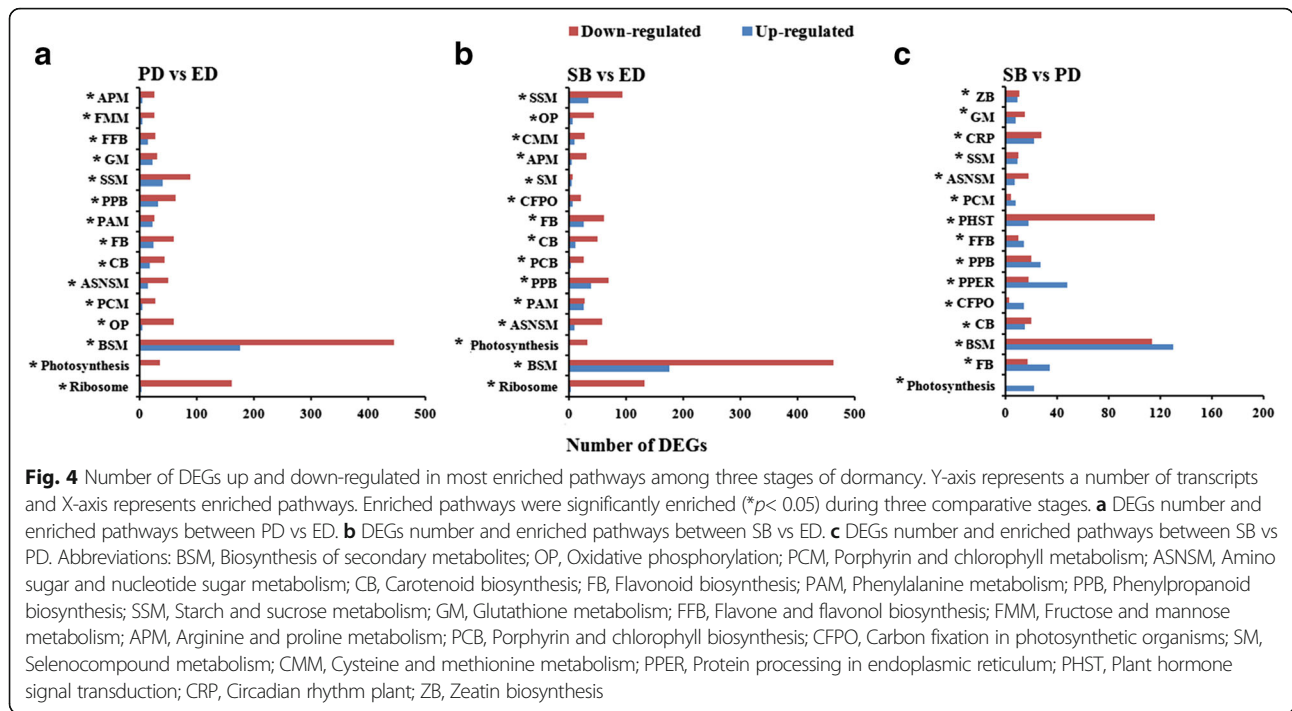 Down-regulated Up-regulated
a b c
PD vs ED
* APM
* FMM
* FFB
* GM
* SSM
* PPB
* PAM
* FB
* CB
* ASNSM
* PCM
* OP
* BSM
* Photosynthesis
* Ribosome
0 100 200 300 400 500
SB vs ED
* SSM
*OP
* CMM
* APM
* SM
* CFPO
* FB
* CB
* PCB
* PPB
* PAM
* ASNSM
* Photosynthesis
* BSM
* Ribosome
0 100 200 300 400 500
SB vs PD
* ZB
* GM
* CRP
* SSM
* ASNSM
* PCM
* PHST
* FFB
* PPB
* PPER
* CFPO
* CB
* BSM
* FB
* Photosynthesis
0 40 80 120 160 200
Number of DEGs
Fig. 4 Number of DEGs up and down-regulated in most enriched pathways among three stages of dormancy. Y-axis represents a number of transcripts
and X-axis represents enriched pathways. Enriched pathways were significantly enriched (*p< 0.05) during three comparative stages. a DEGs number and
enriched pathways between PD vs ED. b DEGs number and enriched pathways between SB vs ED. c DEGs number and enriched pathways between SB vs
PD. Abbreviations: BSM, Biosynthesis of secondary metabolites; OP, Oxidative phosphorylation; PCM, Porphyrin and chlorophyll metabolism; ASNSM, Amino
sugar and nucleotide sugar metabolism; CB, Carotenoid biosynthesis; FB, Flavonoid biosynthesis; PAM, Phenylalanine metabolism; PPB, Phenylpropanoid
biosynthesis; SSM, Starch and sucrose metabolism; GM, Glutathione metabolism; FFB, Flavone and flavonol biosynthesis; FMM, Fructose and mannose
metabolism; APM, Arginine and proline metabolism; PCB, Porphyrin and chlorophyll biosynthesis; CFPO, Carbon fixation in photosynthetic organisms; SM,
Selenocompound metabolism; CMM, Cysteine and methionine metabolism; PPER, Protein processing in endoplasmic reticulum; PHST, Plant hormone
signal transduction; CRP, Circadian rhythm plant; ZB, Zeatin biosynthesis